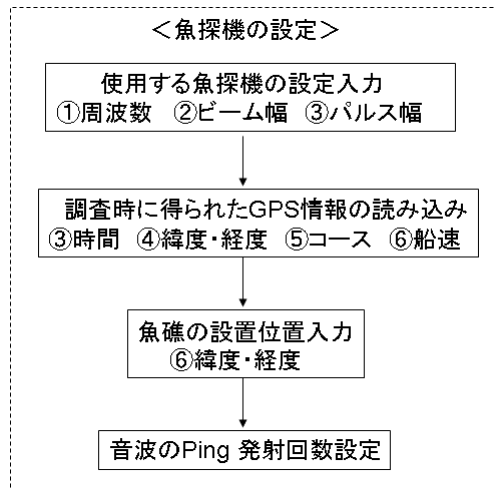 ＜魚探機の設定＞
使用する魚探機の設定入力
①周波数 ②ビーム幅 ③パルス幅
調査時に得られたGPS情報の読み込み
③時間 ④緯度・経度 ⑤コース ⑥船速
魚礁の設置位置入力
⑥緯度・経度
音波のPing 発射回数設定